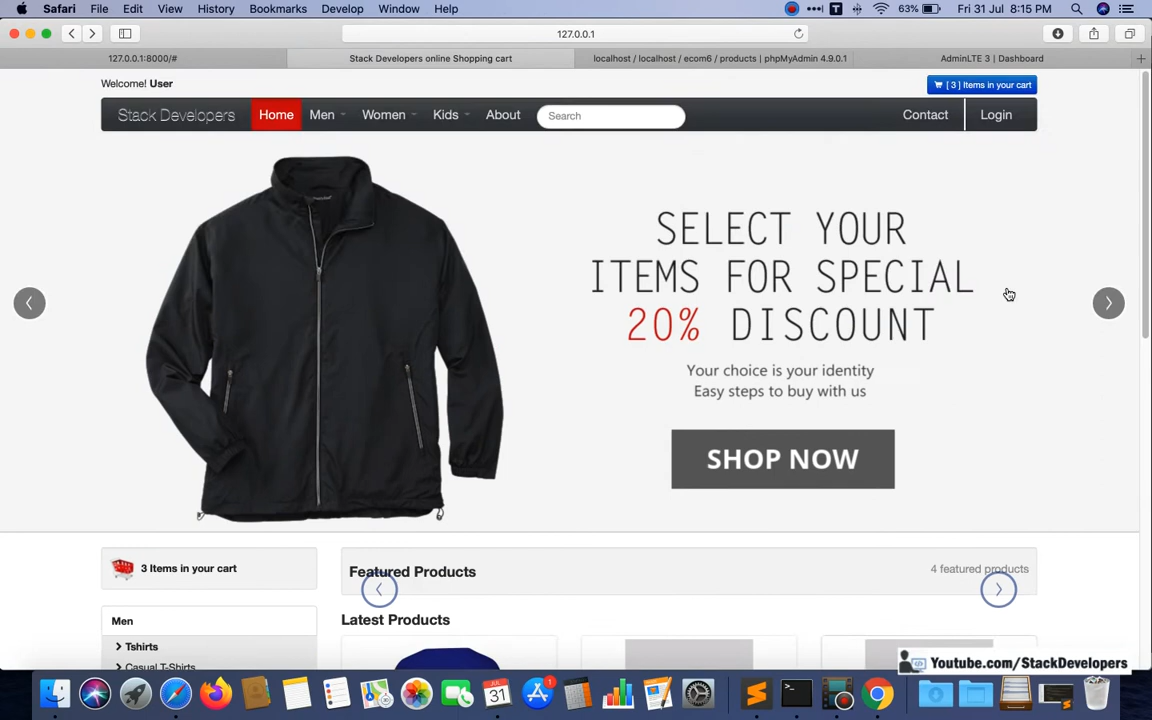 Safari File Edit View History Bookmarks Develop Window Help
63% Fri 31 Jul 8:15 PM
127.0.0.1
127.0.0.1:8000/#
Stack Developers online Shopping cart
localhost / localhost / ecom6 / products | phpMyAdmin 4.9.0.1
AdminLTE 3 | Dashboard
Welcome! User
[ 3 ] Items in your cart
Stack Developers Home Men Women Kids About Search Contact Login
SELECT YOUR
ITEMS FOR SPECIAL
20% DISCOUNT
Your choice is your identity
Easy steps to buy with us
SHOP NOW
3 Items in your cart
Featured Products
4 featured products
Latest Products
Men
Tshirts
Casual T-Shirts
Youtube.com/StackDevelopers
JUL
31
1